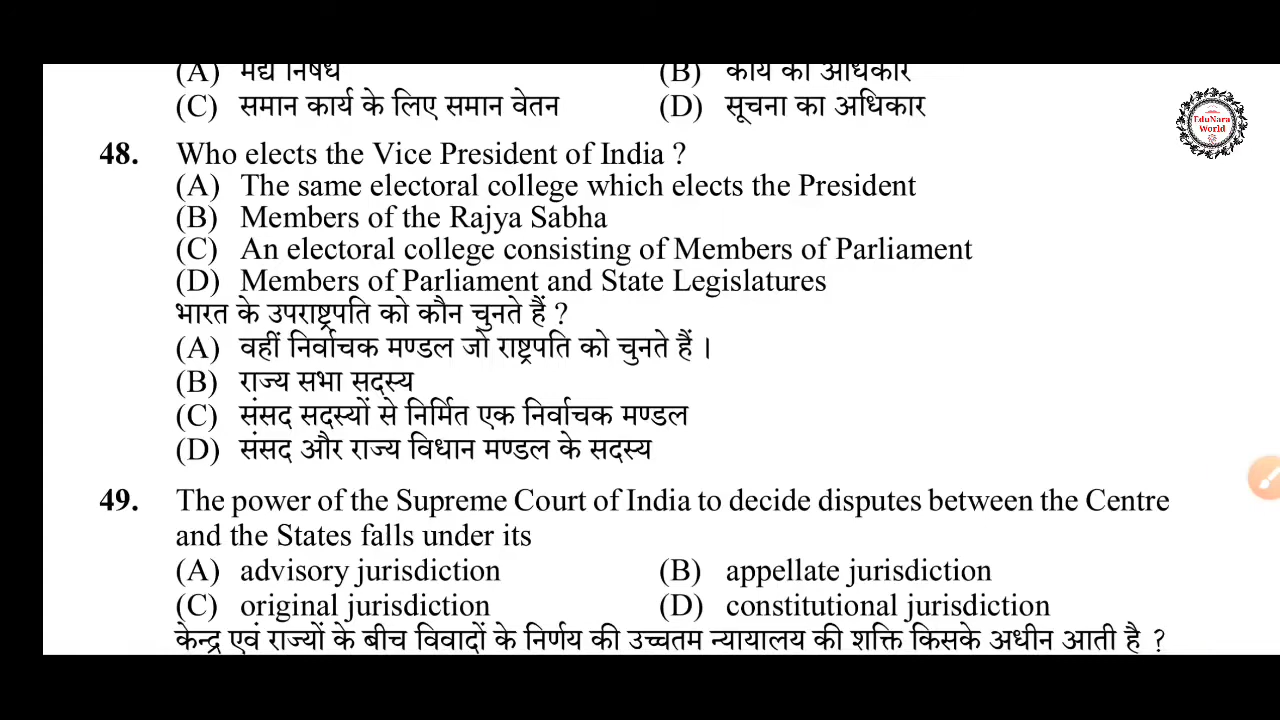 (A) मद्य निषेध (B) कार्य का अधिकार
(C) समान कार्य के लिए समान वेतन (D) सूचना का अधिकार
EduNara
World
48. Who elects the Vice President of India ?
(A) The same electoral college which elects the President
(B) Members of the Rajya Sabha
(C) An electoral college consisting of Members of Parliament
(D) Members of Parliament and State Legislatures
भारत के उपराष्ट्रपति को कौन चुनते हैं ?
(A) वहीं निर्वाचक मण्डल जो राष्ट्रपति को चुनते हैं ।
(B) राज्य सभा सदस्य
(C) संसद सदस्यों से निर्मित एक निर्वाचक मण्डल
(D) संसद और राज्य विधान मण्डल के सदस्य
49. The power of the Supreme Court of India to decide disputes between the Centre
and the States falls under its
(A) advisory jurisdiction (B) appellate jurisdiction
(C) original jurisdiction (D) constitutional jurisdiction
केन्द्र एवं राज्यों के बीच विवादों के निर्णय की उच्चतम न्यायालय की शक्ति किसके अधीन आती है ?